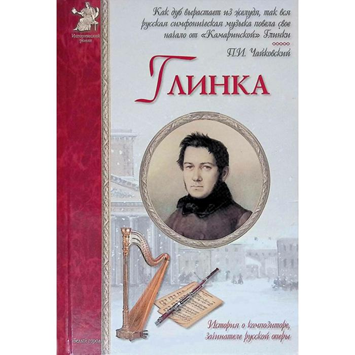 Как дуб вырастает из желудя, так вся
русская симфоническая музыка повела свое
начало от «Камаринской» Глинки
П.И. Чайковский
ГЛИНКА
История о композиторе,
зачинателе русской оперы